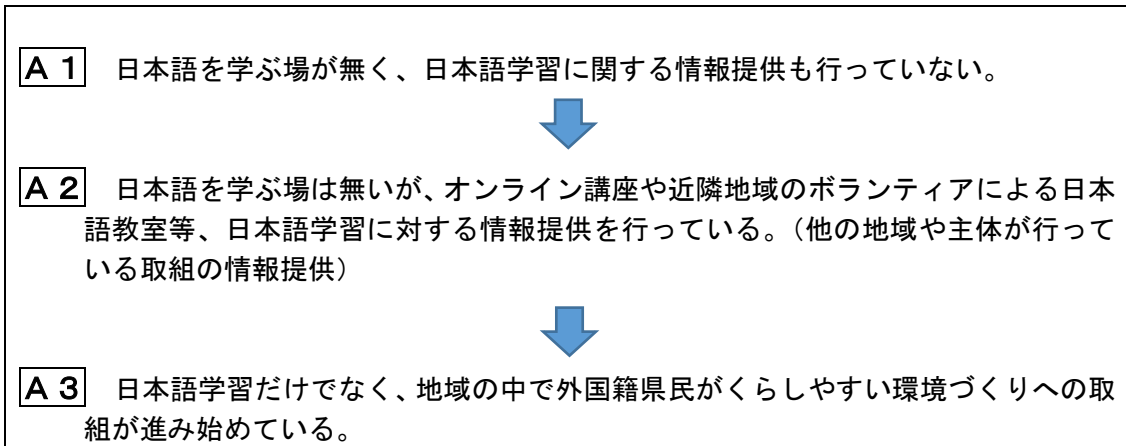 A1 日本語を学ぶ場が無く、日本語学習に関する情報提供も行っていない。
A2 日本語を学ぶ場は無いが、オンライン講座や近隣地域のボランティアによる日本
語教室等、日本語学習に対する情報提供を行っている。（他の地域や主体が行って
いる取組の情報提供）
A3 日本語学習だけでなく、地域の中で外国籍県民がくらしやすい環境づくりへの取
組が進み始めている。